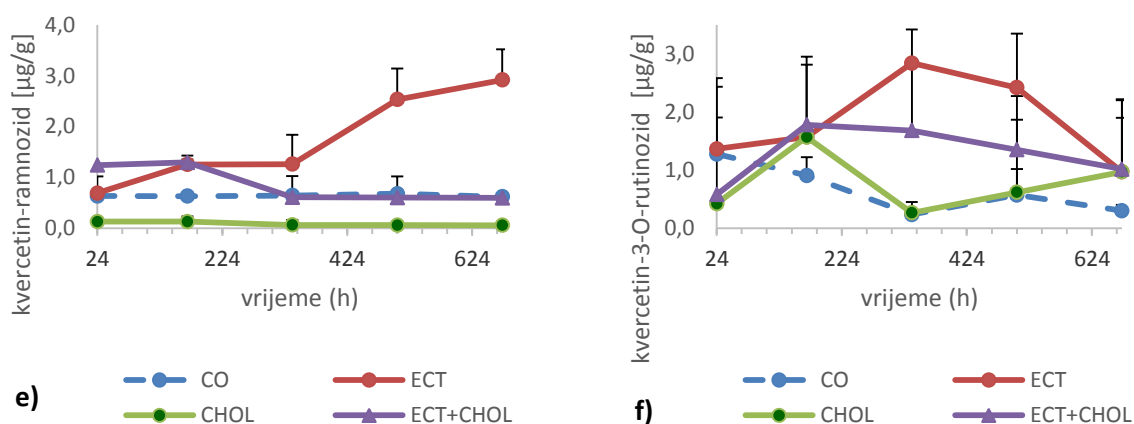 kvercetin-ramnozid [µg/g]
4,0
3,0
2,0
1,0
0,0
24 224 424 624
vrijeme (h)
CO ECT
CHOL ECT+CHOL
e)
kvercetin-3-O-rutinozid [µg/g]
3,0
2,0
1,0
0,0
24 224 424 624
vrijeme (h)
CO ECT
CHOL ECT+CHOL
f)